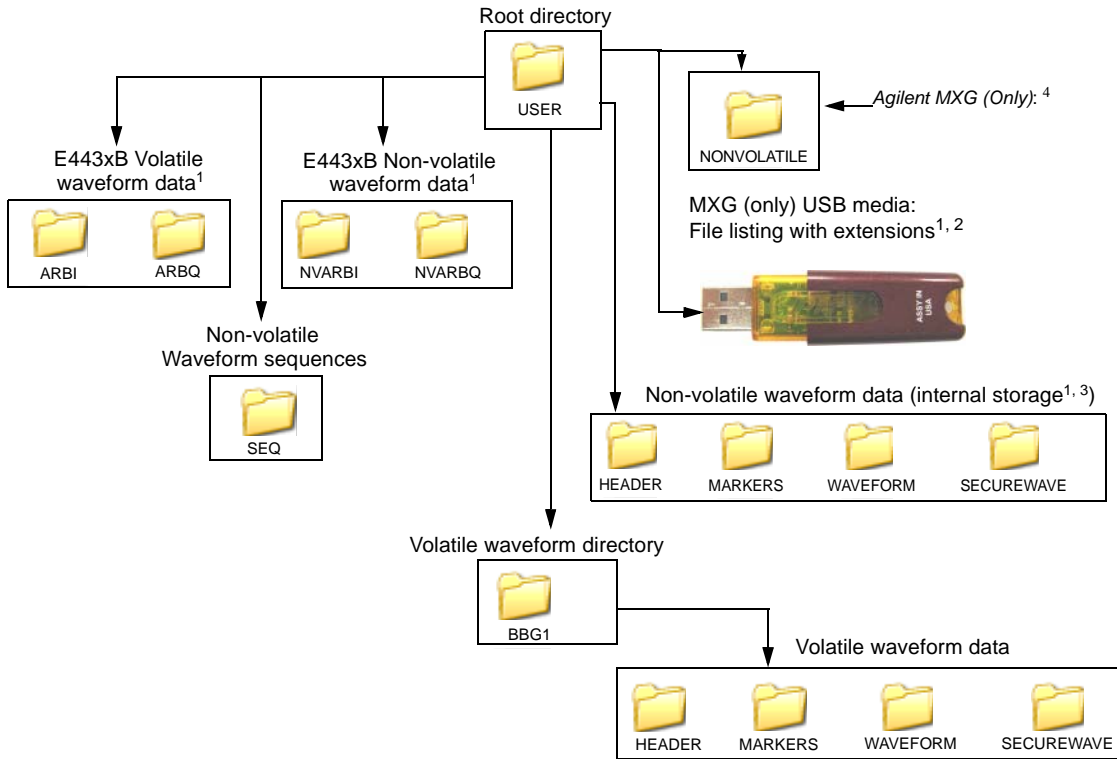 Root directory
USER
Agilent MXG (Only): 4
NONVOLATILE
E443xB Volatile
waveform data1
ARBI
ARBQ
E443xB Non-volatile
waveform data1
NVARBI
NVARBQ
MXG (only) USB media:
File listing with extensions1, 2
ASSY IN
USA
Non-volatile
Waveform sequences
SEQ
Non-volatile waveform data (internal storage1, 3)
HEADER
MARKERS
WAVEFORM
SECUREWAVE
Volatile waveform directory
BBG1
Volatile waveform data
HEADER
MARKERS
WAVEFORM
SECUREWAVE